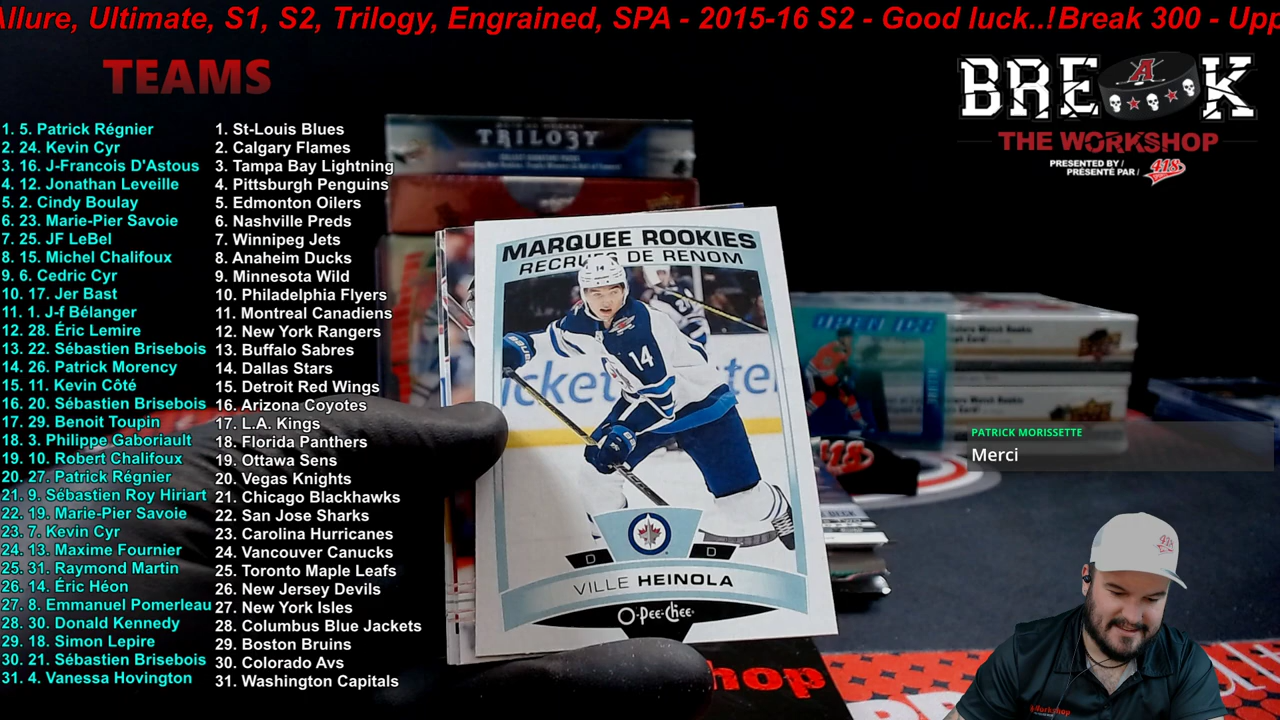 Allure, Ultimate, S1, S2, Trilogy, Engrained, SPA - 2015-16 S2 - Good luck..!Break 300 - Upp
TEAMS
1. 5. Patrick Régnier
2. 24. Kevin Cyr
3. 16. J-Francois D'Astous
4. 12. Jonathan Leveille
5. 2. Cindy Boulay
6. 23. Marie-Pier Savoie
7. 25. JF LeBel
8. 15. Michel Chalifoux
9. 6. Cedric Cyr
10. 17. Jer Bast
11. 1. J-f Bélanger
12. 28. Éric Lemire
13. 22. Sébastien Brisebois
14. 26. Patrick Morency
15. 11. Kevin Côté
16. 20. Sébastien Brisebois
17. 29. Benoit Toupin
18. 3. Philippe Gaboriault
19. 10. Robert Chalifoux
20. 27. Patrick Régnier
21. 9. Sébastien Roy Hiriart
22. 19. Marie-Pier Savoie
23. 7. Kevin Cyr
24. 13. Maxime Fournier
25. 31. Raymond Martin
26. 14. Éric Héon
27. 8. Emmanuel Pomerleau
28. 30. Donald Kennedy
29. 18. Simon Lepire
30. 21. Sébastien Brisebois
31. 4. Vanessa Hovington
1. St-Louis Blues
2. Calgary Flames
3. Tampa Bay Lightning
4. Pittsburgh Penguins
5. Edmonton Oilers
6. Nashville Preds
7. Winnipeg Jets
8. Anaheim Ducks
9. Minnesota Wild
10. Philadelphia Flyers
11. Montreal Canadiens
12. New York Rangers
13. Buffalo Sabres
14. Dallas Stars
15. Detroit Red Wings
16. Arizona Coyotes
17. L.A. Kings
18. Florida Panthers
19. Ottawa Sens
20. Vegas Knights
21. Chicago Blackhawks
22. San Jose Sharks
23. Carolina Hurricanes
24. Vancouver Canucks
25. Toronto Maple Leafs
26. New Jersey Devils
27. New York Isles
28. Columbus Blue Jackets
29. Boston Bruins
30. Colorado Avs
31. Washington Capitals
TRILOGY
MARQUEE ROOKIES
RECRUES DE RENOM
14
14
icket
D D
VILLE HEINOLA
O-Pee-Chee
BREAK
THE WORKSHOP
PRESENTED BY /
PRÉSENTÉ PAR /
418
PATRICK MORISSETTE
Merci
418
hop